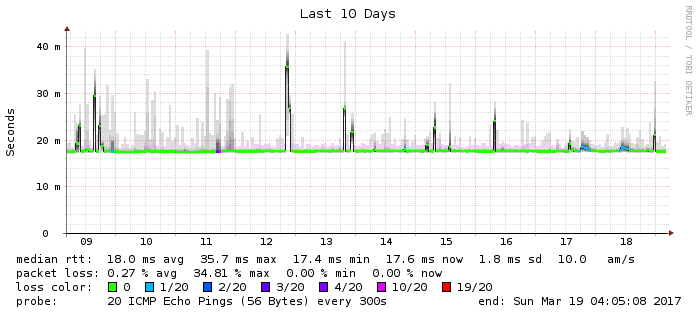 Last 10 Days
RRDTOOL / TOBI OETIKER
Seconds
40 m
30 m
20 m
10 m
0
09 10 11 12 13 14 15 16 17 18
median rtt: 18.0 ms avg 35.7 ms max 17.4 ms min 17.6 ms now 1.8 ms sd 10.0 am/s
packet loss: 0.27 % avg 34.81 % max 0.00 % min 0.00 % now
loss color: 0 1/20 2/20 3/20 4/20 10/20 19/20
probe: 20 ICMP Echo Pings (56 Bytes) every 300s end: Sun Mar 19 04:05:08 2017